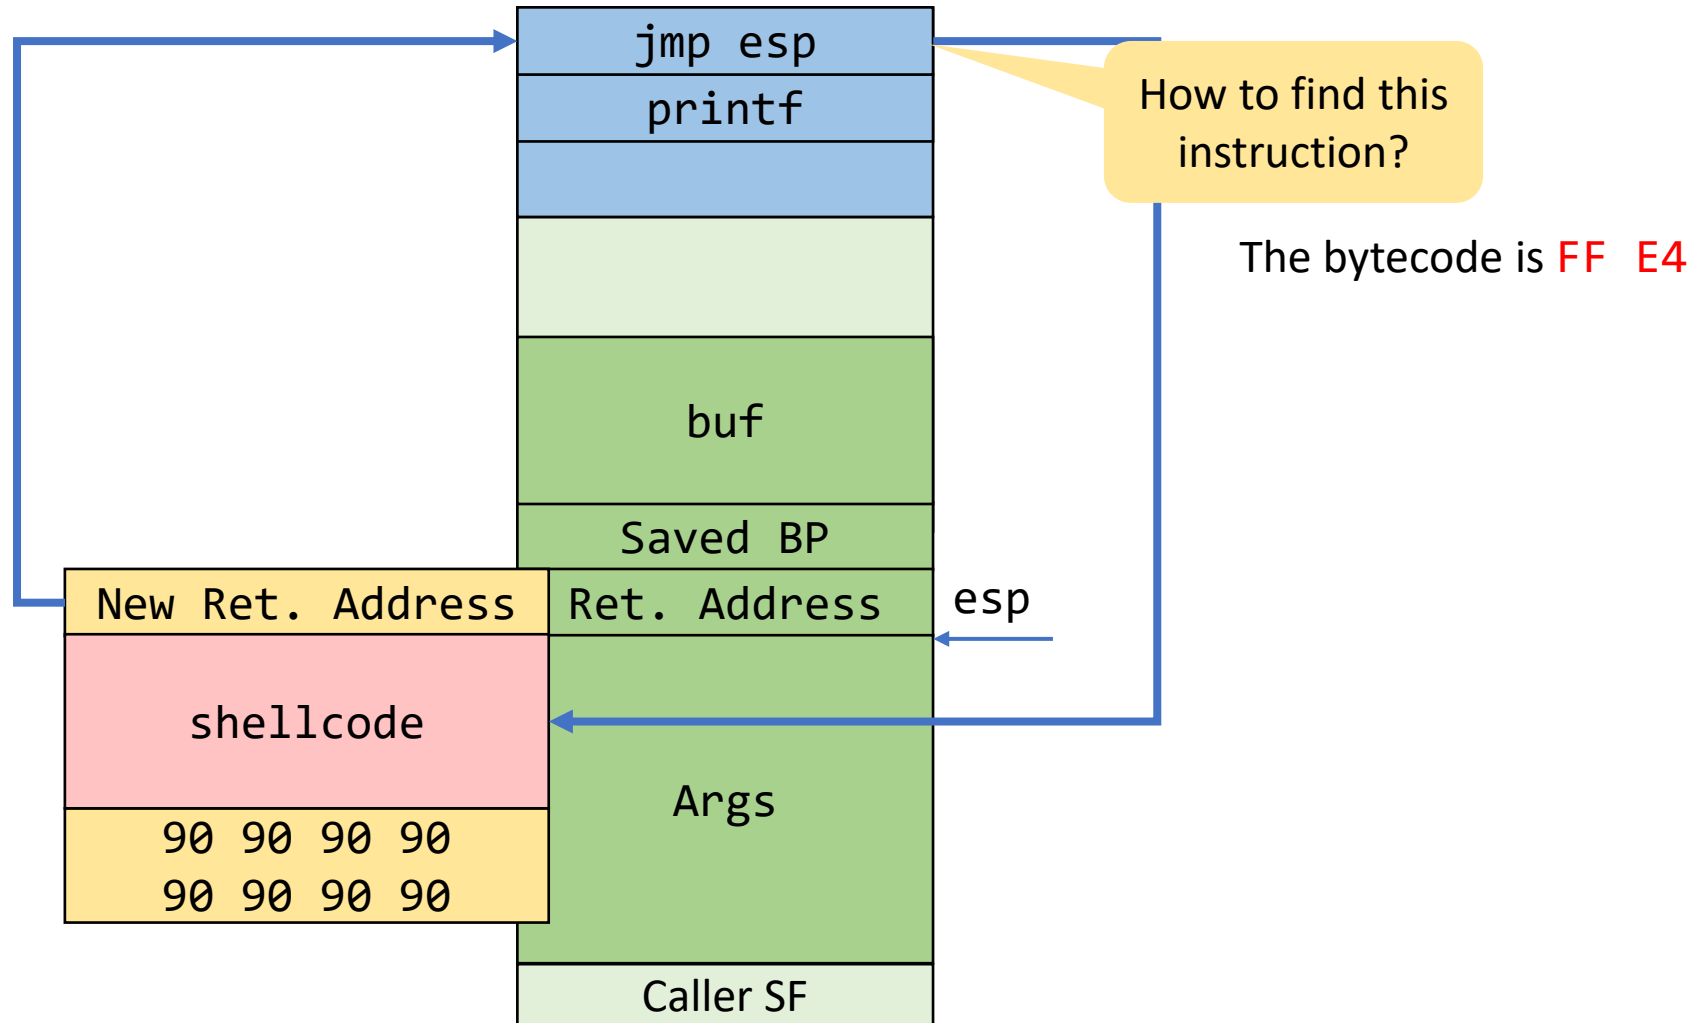 jmp esp
printf
How to find this
instruction?
The bytecode is FF E4
buf
Saved BP
New Ret. Address
Ret. Address
esp
shellcode
Args
90 90 90 90
90 90 90 90
Caller SF